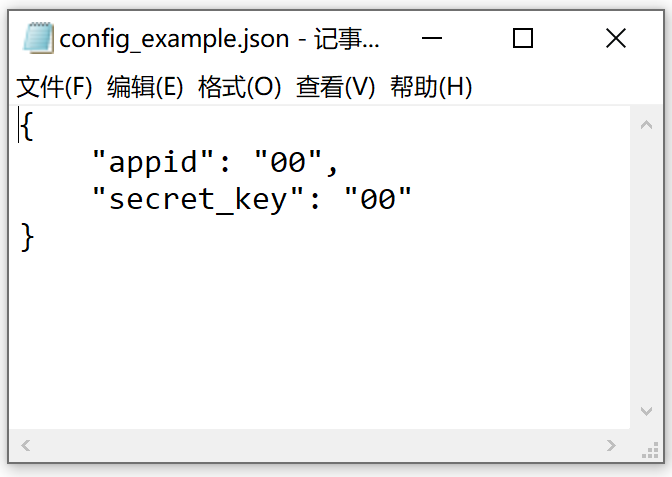 config_example.json - 记事...
文件(F) 编辑(E) 格式(O) 查看(V) 帮助(H)
{
    "appid": "00",
    "secret_key": "00"
}